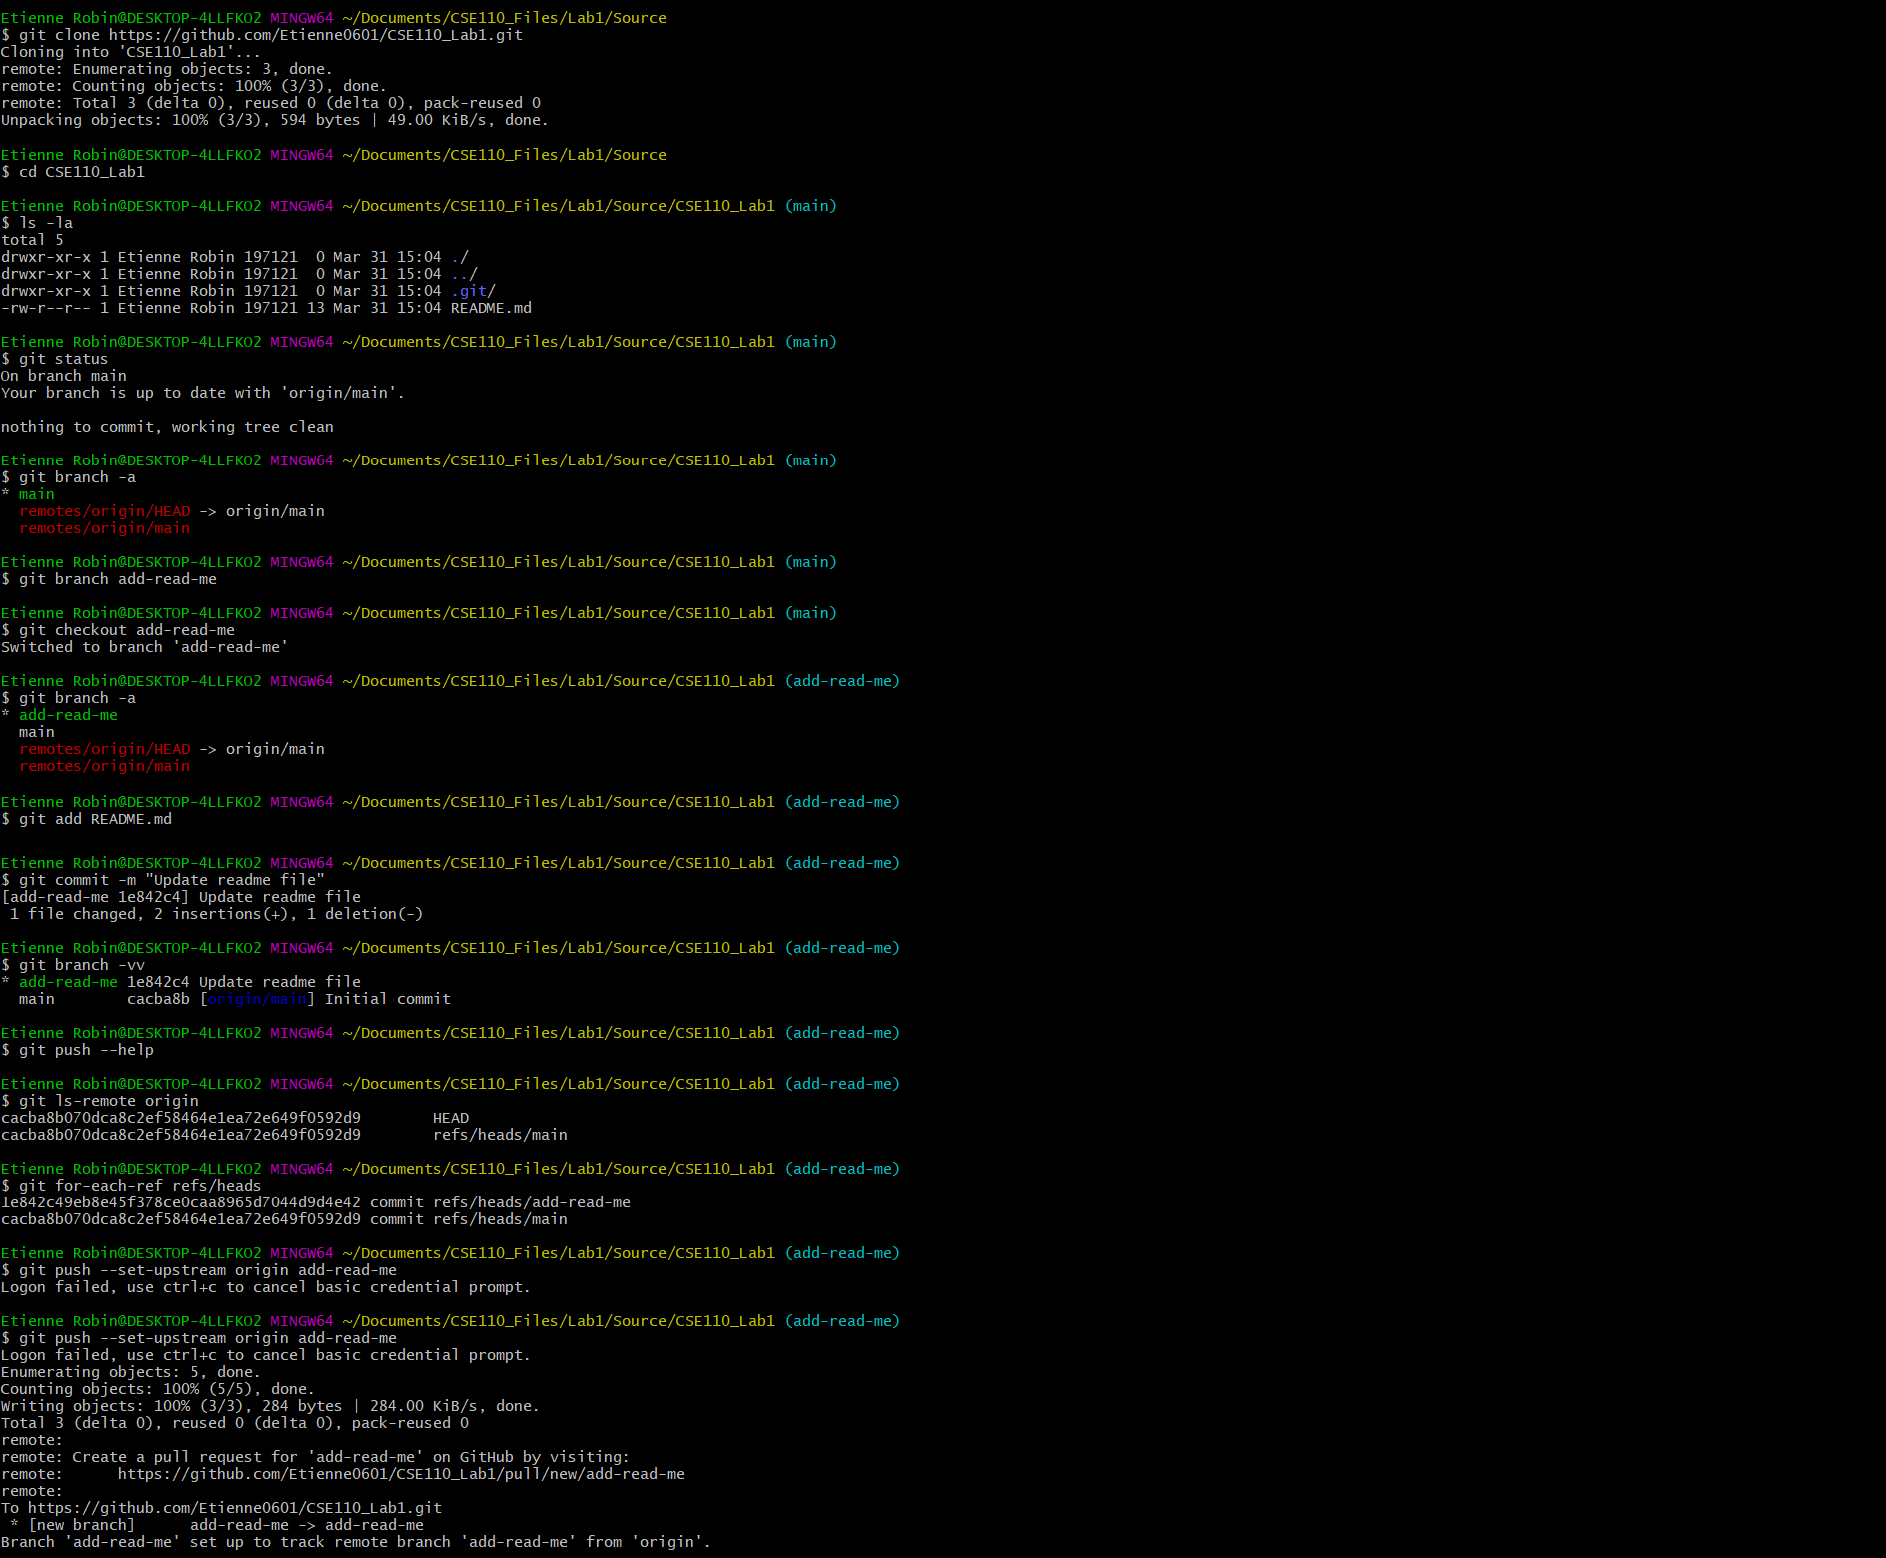 Etienne Robin@DESKTOP-4LLFKO2 MINGW64 ~/Documents/CSE110_Files/Lab1/Source
$ git clone https://github.com/Etienne0601/CSE110_Lab1.git
Cloning into 'CSE110_Lab1'...
remote: Enumerating objects: 3, done.
remote: Counting objects: 100% (3/3), done.
remote: Total 3 (delta 0), reused 0 (delta 0), pack-reused 0
Unpacking objects: 100% (3/3), 594 bytes | 49.00 KiB/s, done.
Etienne Robin@DESKTOP-4LLFKO2 MINGW64 ~/Documents/CSE110_Files/Lab1/Source
$ cd CSE110_Lab1
Etienne Robin@DESKTOP-4LLFKO2 MINGW64 ~/Documents/CSE110_Files/Lab1/Source/CSE110_Lab1 (main)
$ ls -la
total 5
drwxr-xr-x 1 Etienne Robin 197121  0 Mar 31 15:04 ./
drwxr-xr-x 1 Etienne Robin 197121  0 Mar 31 15:04 ../
drwxr-xr-x 1 Etienne Robin 197121  0 Mar 31 15:04 .git/
-rw-r--r-- 1 Etienne Robin 197121 13 Mar 31 15:04 README.md
Etienne Robin@DESKTOP-4LLFKO2 MINGW64 ~/Documents/CSE110_Files/Lab1/Source/CSE110_Lab1 (main)
$ git status
On branch main
Your branch is up to date with 'origin/main'.
nothing to commit, working tree clean
Etienne Robin@DESKTOP-4LLFKO2 MINGW64 ~/Documents/CSE110_Files/Lab1/Source/CSE110_Lab1 (main)
$ git branch -a
* main
  remotes/origin/HEAD -> origin/main
  remotes/origin/main
Etienne Robin@DESKTOP-4LLFKO2 MINGW64 ~/Documents/CSE110_Files/Lab1/Source/CSE110_Lab1 (main)
$ git branch add-read-me
Etienne Robin@DESKTOP-4LLFKO2 MINGW64 ~/Documents/CSE110_Files/Lab1/Source/CSE110_Lab1 (main)
$ git checkout add-read-me
Switched to branch 'add-read-me'
Etienne Robin@DESKTOP-4LLFKO2 MINGW64 ~/Documents/CSE110_Files/Lab1/Source/CSE110_Lab1 (add-read-me)
$ git branch -a
* add-read-me
  main
  remotes/origin/HEAD -> origin/main
  remotes/origin/main
Etienne Robin@DESKTOP-4LLFKO2 MINGW64 ~/Documents/CSE110_Files/Lab1/Source/CSE110_Lab1 (add-read-me)
$ git add README.md
Etienne Robin@DESKTOP-4LLFKO2 MINGW64 ~/Documents/CSE110_Files/Lab1/Source/CSE110_Lab1 (add-read-me)
$ git commit -m "Update readme file"
[add-read-me 1e842c4] Update readme file
 1 file changed, 2 insertions(+), 1 deletion(-)
Etienne Robin@DESKTOP-4LLFKO2 MINGW64 ~/Documents/CSE110_Files/Lab1/Source/CSE110_Lab1 (add-read-me)
$ git branch -vv
* add-read-me 1e842c4 Update readme file
  main        cacba8b [origin/main] Initial commit
Etienne Robin@DESKTOP-4LLFKO2 MINGW64 ~/Documents/CSE110_Files/Lab1/Source/CSE110_Lab1 (add-read-me)
$ git push --help
Etienne Robin@DESKTOP-4LLFKO2 MINGW64 ~/Documents/CSE110_Files/Lab1/Source/CSE110_Lab1 (add-read-me)
$ git ls-remote origin
cacba8b070dca8c2ef58464e1ea72e649f0592d9        HEAD
cacba8b070dca8c2ef58464e1ea72e649f0592d9        refs/heads/main
Etienne Robin@DESKTOP-4LLFKO2 MINGW64 ~/Documents/CSE110_Files/Lab1/Source/CSE110_Lab1 (add-read-me)
$ git for-each-ref refs/heads
1e842c49eb8e45f378ce0caa8965d7044d9d4e42 commit refs/heads/add-read-me
cacba8b070dca8c2ef58464e1ea72e649f0592d9 commit refs/heads/main
Etienne Robin@DESKTOP-4LLFKO2 MINGW64 ~/Documents/CSE110_Files/Lab1/Source/CSE110_Lab1 (add-read-me)
$ git push --set-upstream origin add-read-me
Logon failed, use ctrl+c to cancel basic credential prompt.
Etienne Robin@DESKTOP-4LLFKO2 MINGW64 ~/Documents/CSE110_Files/Lab1/Source/CSE110_Lab1 (add-read-me)
$ git push --set-upstream origin add-read-me
Logon failed, use ctrl+c to cancel basic credential prompt.
Enumerating objects: 5, done.
Counting objects: 100% (5/5), done.
Writing objects: 100% (3/3), 284 bytes | 284.00 KiB/s, done.
Total 3 (delta 0), reused 0 (delta 0), pack-reused 0
remote:
remote: Create a pull request for 'add-read-me' on GitHub by visiting:
remote:      https://github.com/Etienne0601/CSE110_Lab1/pull/new/add-read-me
remote:
To https://github.com/Etienne0601/CSE110_Lab1.git
 * [new branch]      add-read-me -> add-read-me
Branch 'add-read-me' set up to track remote branch 'add-read-me' from 'origin'.